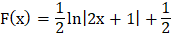 F(x) = 1/2 ln|2x + 1| + 1/2